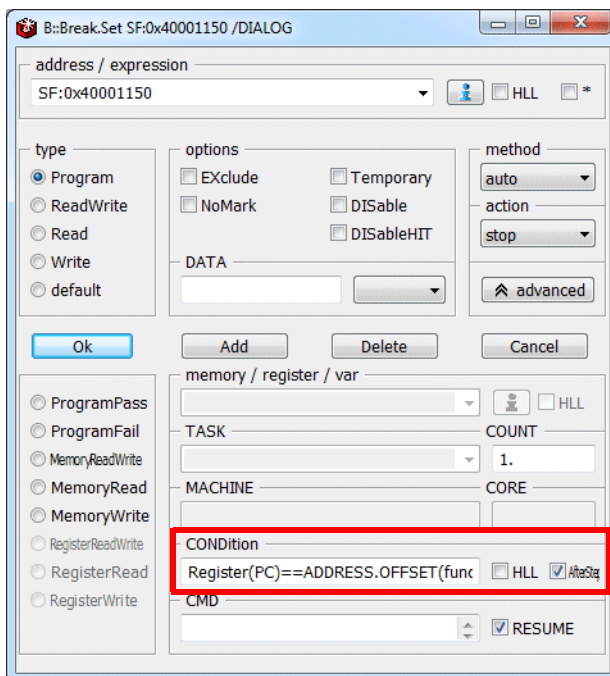 B::Break.Set SF:0x40001150 /DIALOG
address / expression
SF:0x40001150
HLL
*
type
options
method
Program
EXclude
Temporary
auto
ReadWrite
NoMark
DISable
action
Read
DISableHIT
stop
Write
DATA
default
advanced
Ok
Add
Delete
Cancel
memory / register / var
ProgramPass
HLL
ProgramFail
TASK
COUNT
MemoryReadWrite
1.
MemoryRead
MACHINE
CORE
MemoryWrite
RegisterReadWrite
CONDition
RegisterRead
Register(PC)==ADDRESS.OFFSET(func
HLL
AfterStep
RegisterWrite
CMD
RESUME